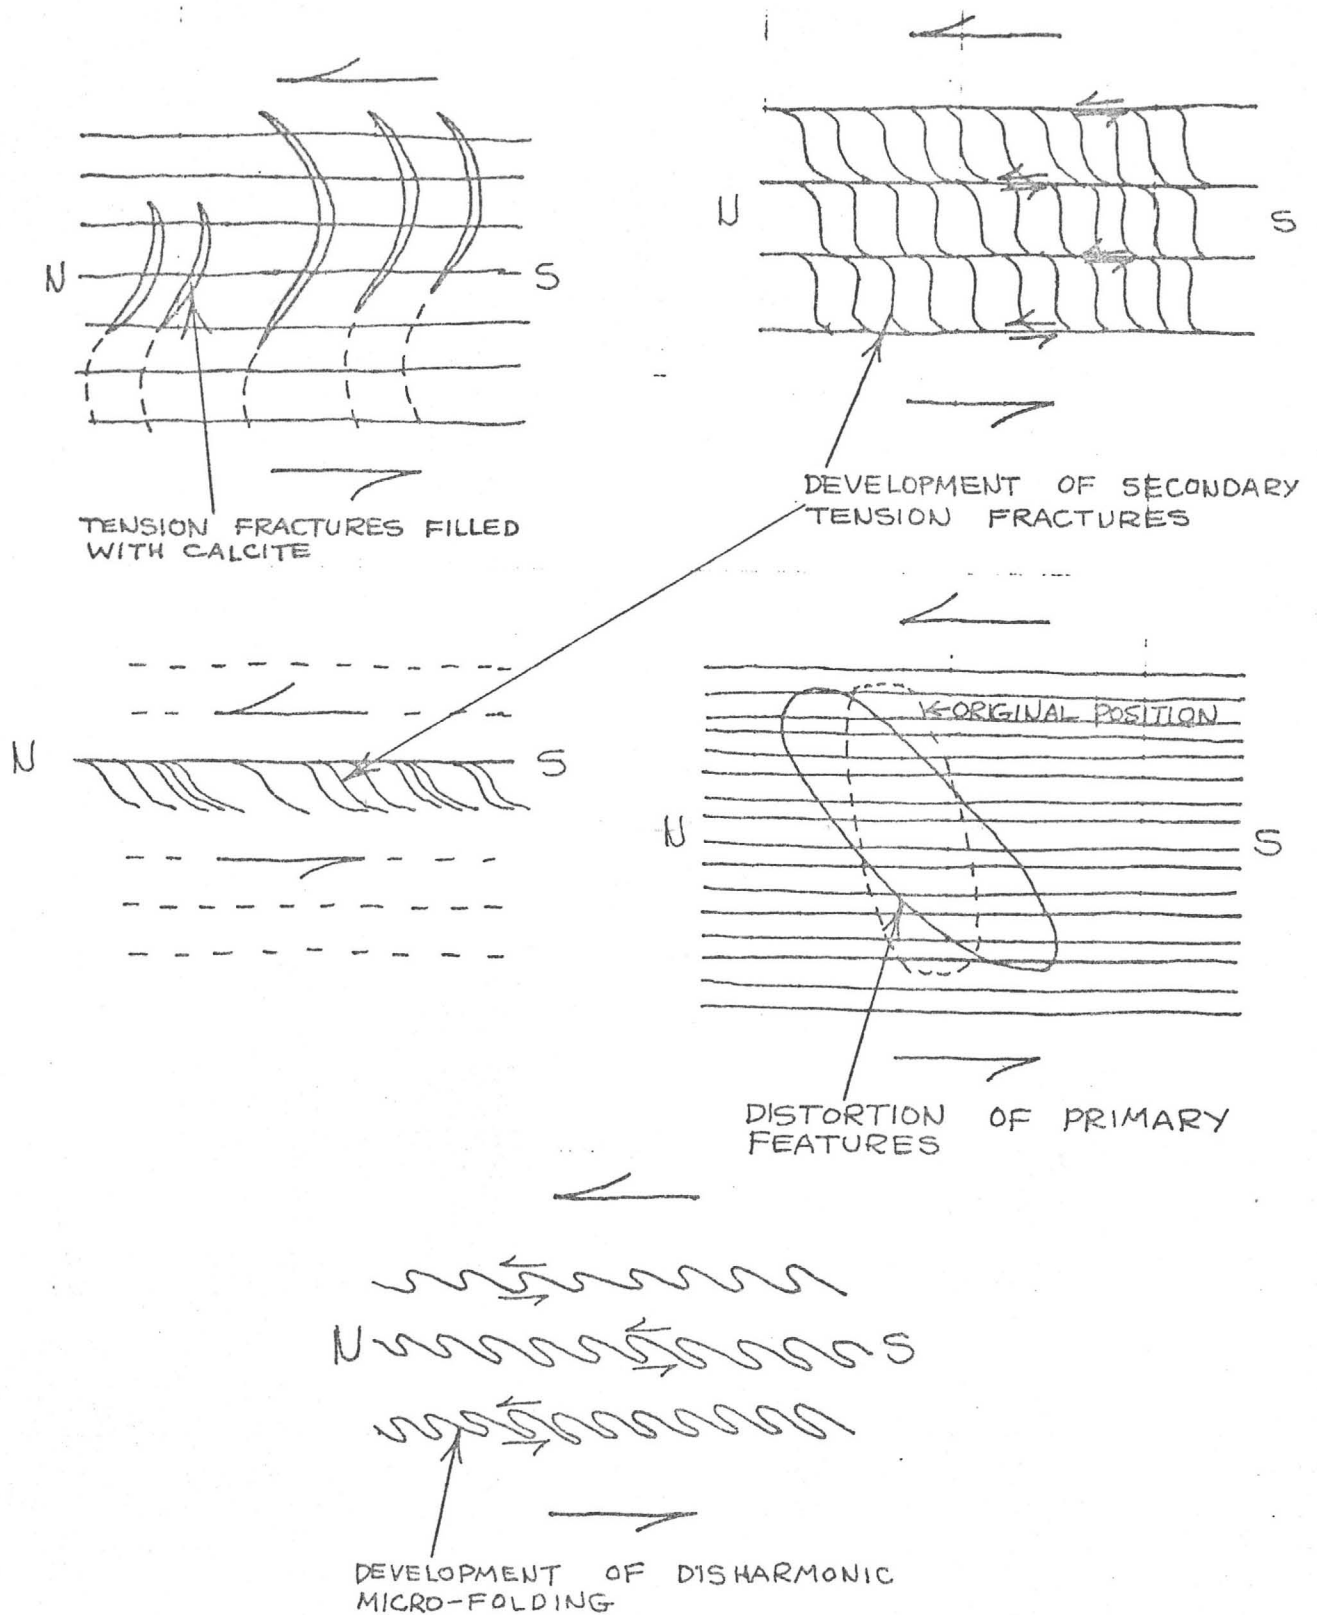 N
S
TENSION FRACTURES FILLED
WITH CALCITE
N
S
DEVELOPMENT OF SECONDARY
TENSION FRACTURES
N
S
ORIGINAL POSITION
N
S
DISTORTION OF PRIMARY
FEATURES
N
S
DEVELOPMENT OF DISHARMONIC
MICRO-FOLDING